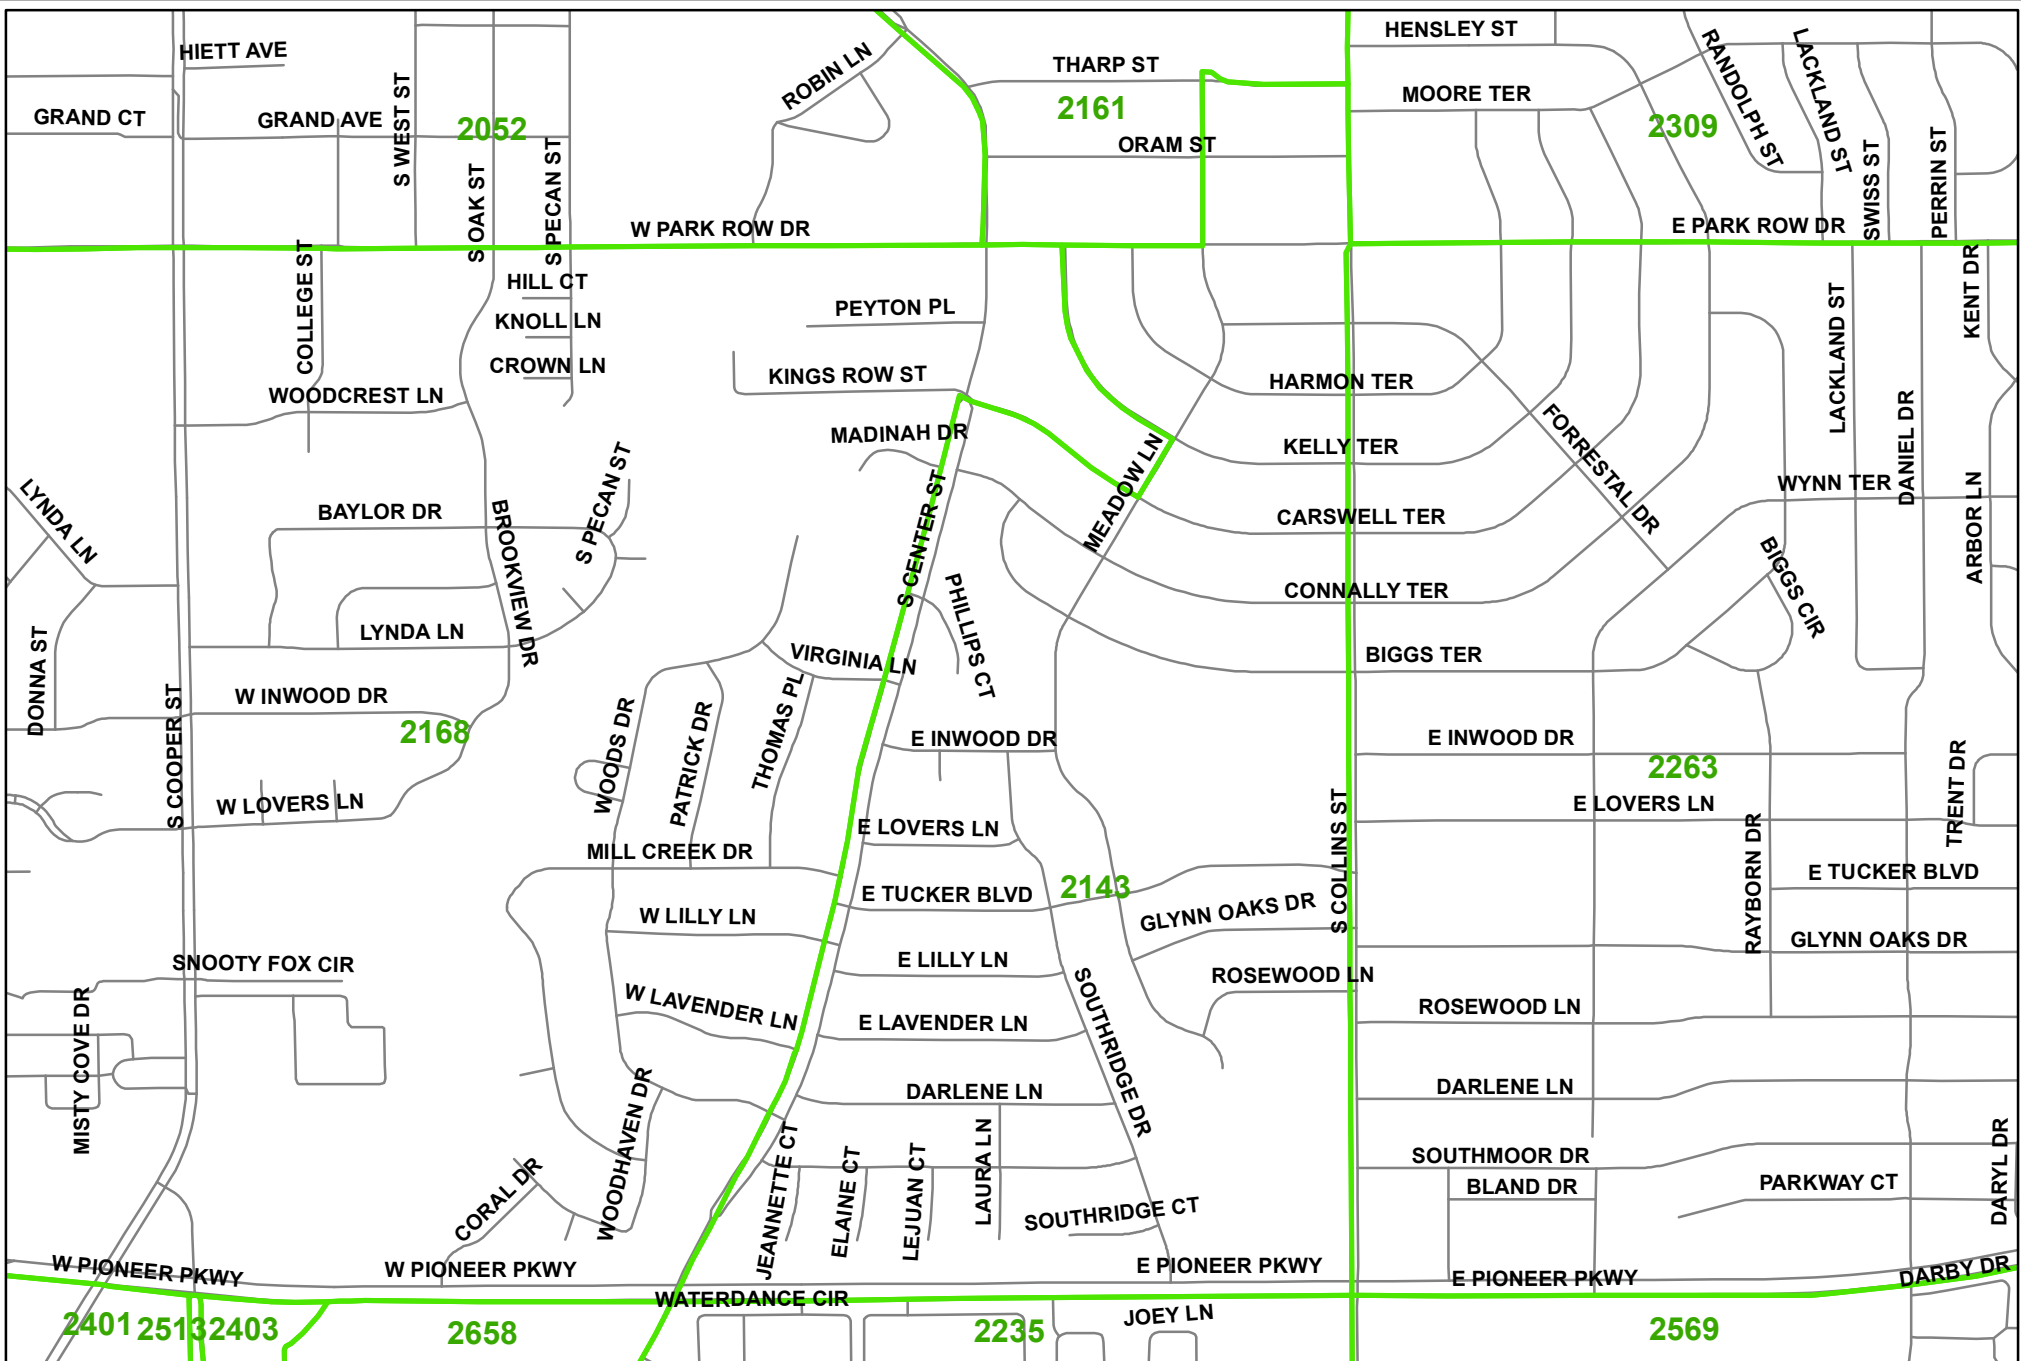 HENSLEY ST
HIETT AVE
ROBIN LN
THARP ST
RANDOLPH ST
LACKLAND ST
MOORE TER
2161
GRAND CT
GRAND AVE
S WEST ST
2052
2309
ORAM ST
S OAK ST
S PECAN ST
SWISS ST
PERRIN ST
W PARK ROW DR
E PARK ROW DR
COLLEGE ST
HILL CT
KENT DR
PEYTON PL
KNOLL LN
LACKLAND ST
CROWN LN
KINGS ROW ST
HARMON TER
WOODCREST LN
MADINAH DR
KELLY TER
FORRESTAL DR
DANIEL DR
MEADOW LN
WYNN TER
LYNDA LN
BAYLOR DR
BROOKVIEW DR
S PECAN ST
S CENTER ST
CARSWELL TER
ARBOR LN
BIGGS CIR
CONNALLY TER
PHILLIPS CT
LYNDA LN
DONNA ST
VIRGINIA LN
BIGGS TER
W INWOOD DR
2168
S COOPER ST
WOODS DR
PATRICK DR
THOMAS PL
E INWOOD DR
E INWOOD DR
2263
TRENT DR
W LOVERS LN
E LOVERS LN
E LOVERS LN
S COLLINS ST
RAYBORN DR
MILL CREEK DR
E TUCKER BLVD
2143
E TUCKER BLVD
W LILLY LN
GLYNN OAKS DR
GLYNN OAKS DR
SNOOTY FOX CIR
E LILLY LN
ROSEWOOD LN
MISTY COVE DR
W LAVENDER LN
E LAVENDER LN
SOUTHRIDGE DR
ROSEWOOD LN
DARLENE LN
DARLENE LN
WOODHAVEN DR
CORAL DR
JEANNETTE CT
ELAINE CT
LEJUAN CT
LAURA LN
SOUTHMOOR DR
BLAND DR
PARKWAY CT
DARYL DR
SOUTHRIDGE CT
W PIONEER PKWY
W PIONEER PKWY
E PIONEER PKWY
E PIONEER PKWY
DARBY DR
WATERDANCE CIR
JOEY LN
2401
2513
2403
2658
2235
2569